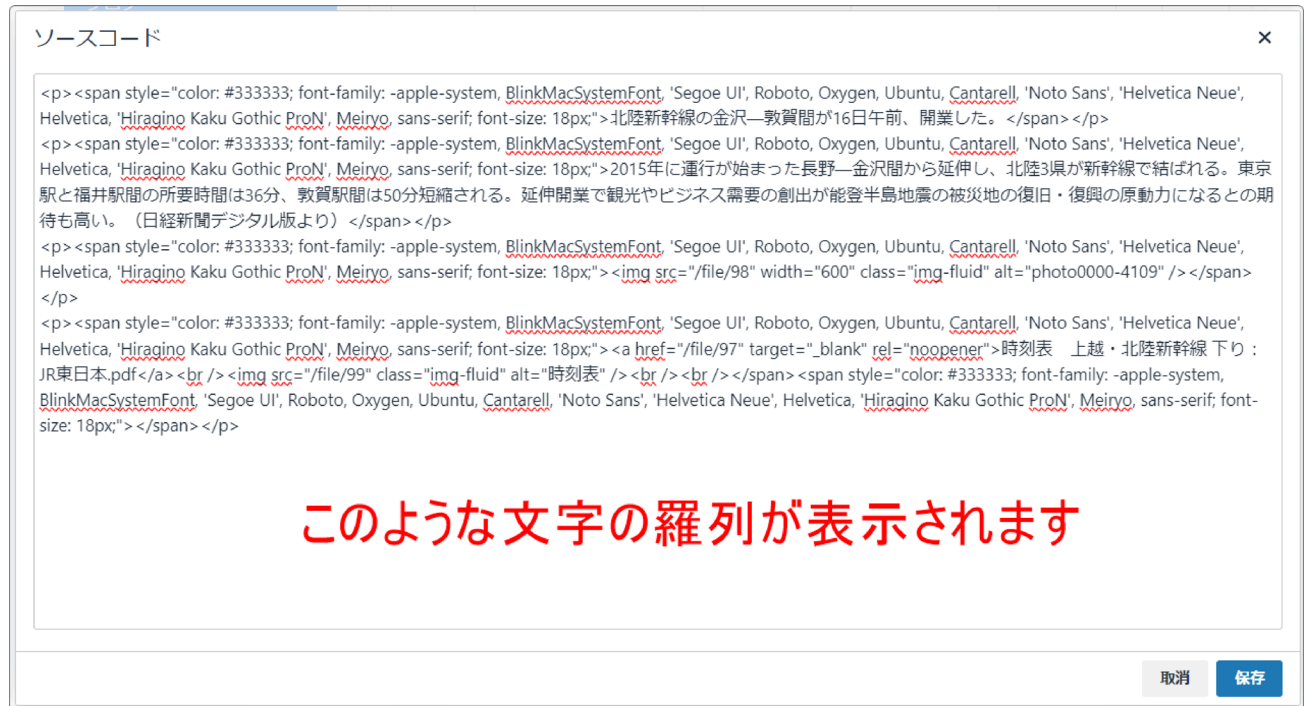 ソースコード
<p><span style="color: #333333; font-family: -apple-system, BlinkMacSystemFont, 'Segoe UI', Roboto, Oxygen, Ubuntu, Cantarell, 'Noto Sans', 'Helvetica Neue',
Helvetica, 'Hiragino Kaku Gothic ProN', Meiryo, sans-serif; font-size: 18px;">北陸新幹線の金沢―敦賀間が16日午前、開業した。</span></p>
<p><span style="color: #333333; font-family: -apple-system, BlinkMacSystemFont, 'Segoe UI', Roboto, Oxygen, Ubuntu, Cantarell, 'Noto Sans', 'Helvetica Neue',
Helvetica, 'Hiragino Kaku Gothic ProN', Meiryo, sans-serif; font-size: 18px;">2015年に運行が始まった長野―金沢間から延伸し、北陸3県が新幹線で結ばれる。東京
駅と福井駅間の所要時間は36分、敦賀駅間は50分短縮される。延伸開業で観光やビジネス需要の創出が能登半島地震の被災地の復旧・復興の原動力になるとの期
待も高い。（日経新聞デジタル版より）</span></p>
<p><span style="color: #333333; font-family: -apple-system, BlinkMacSystemFont, 'Segoe UI', Roboto, Oxygen, Ubuntu, Cantarell, 'Noto Sans', 'Helvetica Neue',
Helvetica, 'Hiragino Kaku Gothic ProN', Meiryo, sans-serif; font-size: 18px;"><img src="/file/98" width="600" class="img-fluid" alt="photo0000-4109" /></span>
</p>
<p><span style="color: #333333; font-family: -apple-system, BlinkMacSystemFont, 'Segoe UI', Roboto, Oxygen, Ubuntu, Cantarell, 'Noto Sans', 'Helvetica Neue',
Helvetica, 'Hiragino Kaku Gothic ProN', Meiryo, sans-serif; font-size: 18px;"><a href="/file/97" target="_blank" rel="noopener">時刻表　上越・北陸新幹線 下り：
JR東日本.pdf</a><br /><img src="/file/99" class="img-fluid" alt="時刻表" /><br /><br /></span><span style="color: #333333; font-family: -apple-system,
BlinkMacSystemFont, 'Segoe UI', Roboto, Oxygen, Ubuntu, Cantarell, 'Noto Sans', 'Helvetica Neue', Helvetica, 'Hiragino Kaku Gothic ProN', Meiryo, sans-serif; font-
size: 18px;"></span></p>
このような文字の羅列が表示されます
取消
保存